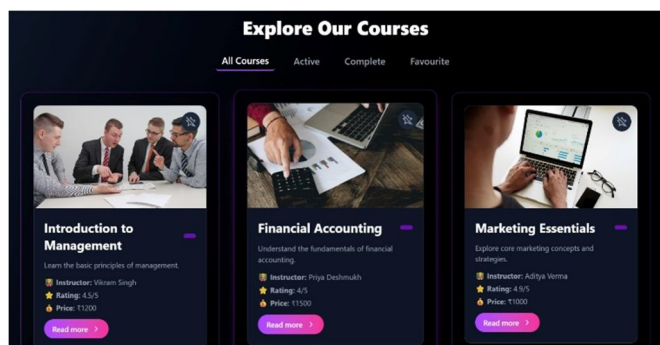 Explore Our Courses
All Courses Active Complete Favourite
Introduction to
Management
Learn the basic principles of management.
Instructor: Vikram Singh
Rating: 4.5/5
Price: ₹1200
Read more >
Financial Accounting
Understand the fundamentals of financial
accounting.
Instructor: Priya Deshmukh
Rating: 4/5
Price: ₹1500
Read more >
Marketing Essentials
Explore core marketing concepts and
strategies.
Instructor: Aditya Verma
Rating: 4.9/5
Price: ₹1000
Read more >